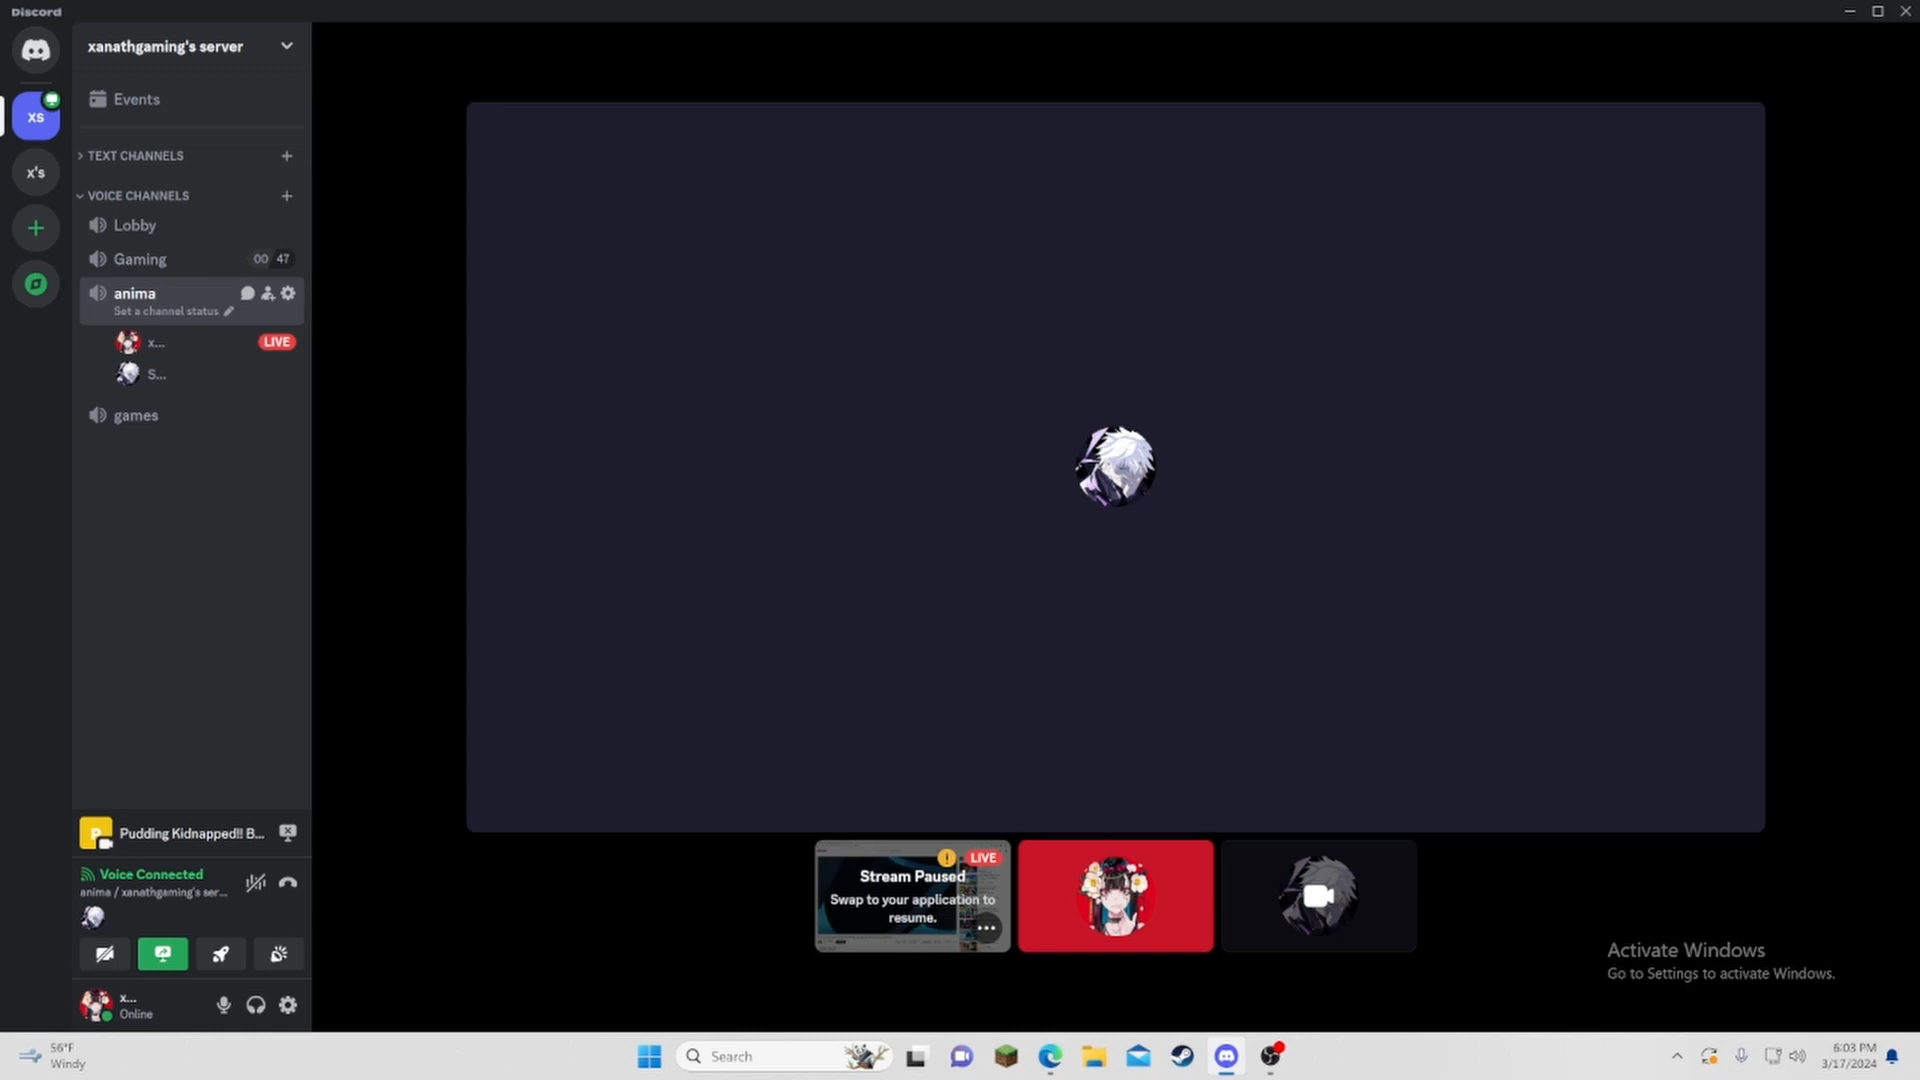 Discord
xanathgaming's server
Events
XS
x's
TEXT CHANNELS
VOICE CHANNELS
Lobby
Gaming 00 47
anima
Set a channel status
x... LIVE
S...
games
Pudding Kidnapped!! B...
Voice Connected
anima / xanathgaming's ser...
x...
Online
LIVE
Stream Paused
Swap to your application to
resume.
Activate Windows
Go to Settings to activate Windows.
56°F
Windy
Search
6:03 PM
3/17/2024